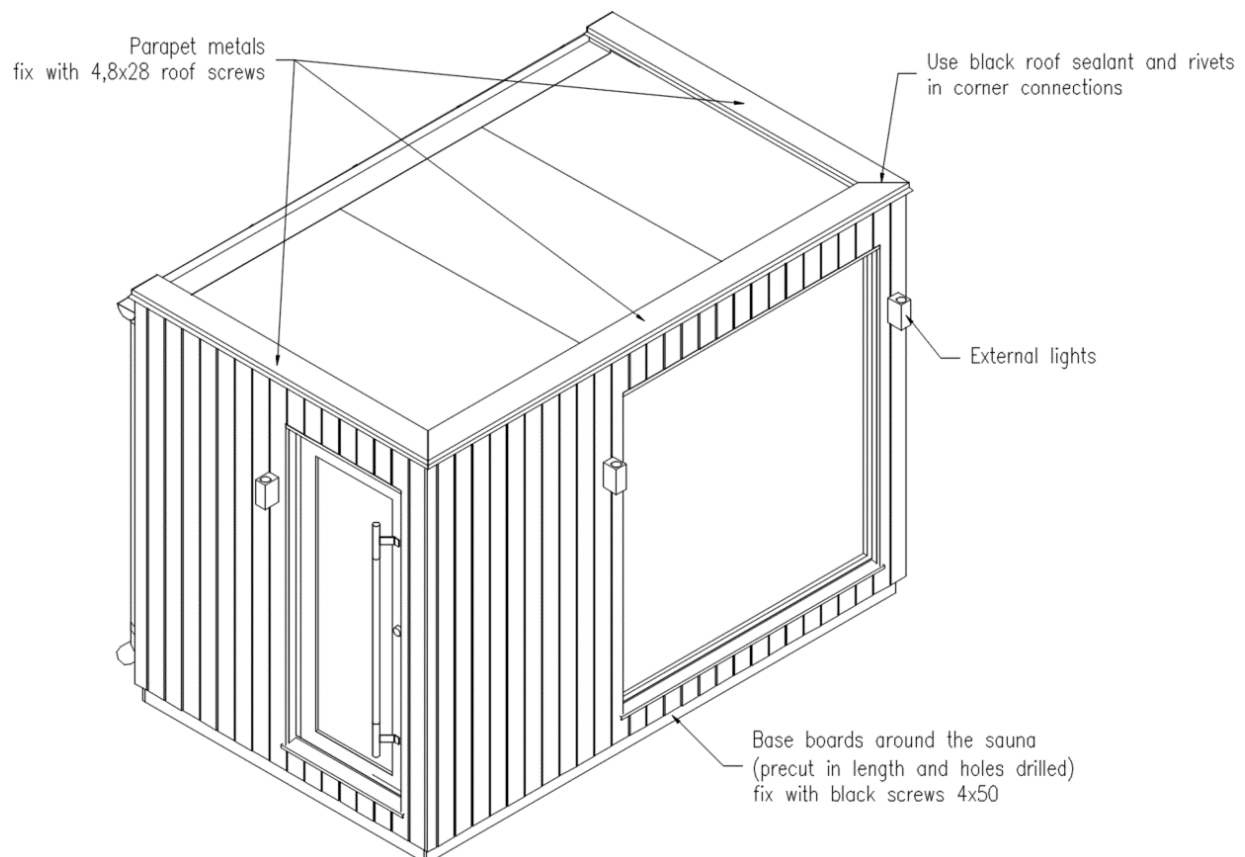 Parapet metals
fix with 4,8x28 roof screws
Use black roof sealant and rivets
in corner connections
External lights
Base boards around the sauna
(precut in length and holes drilled)
fix with black screws 4x50